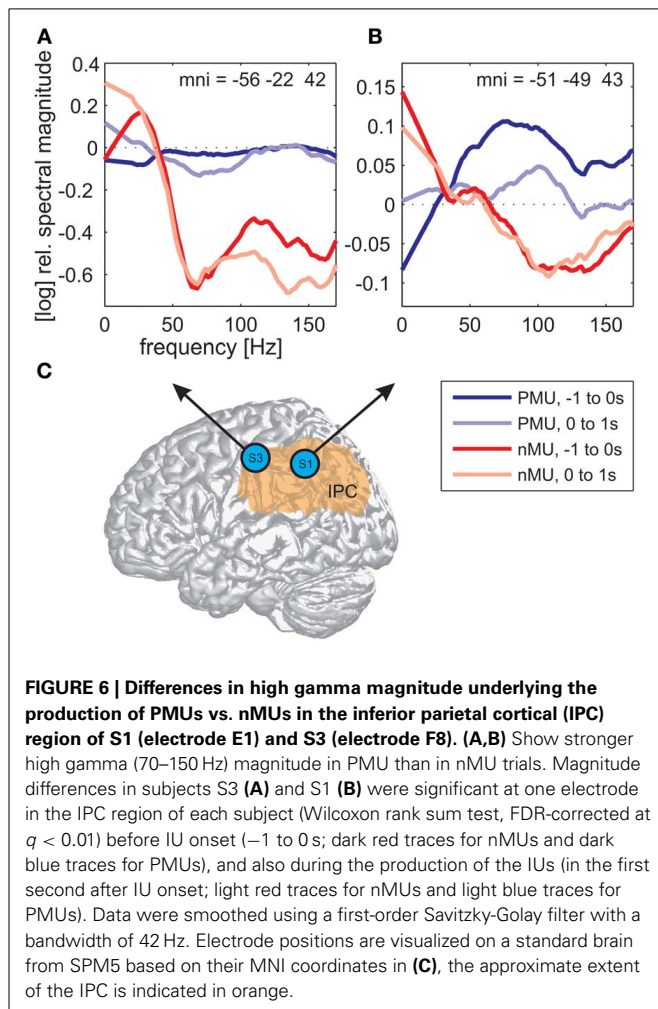 A
B
mni = -56 -22 42
mni = -51 -49 43
[log] rel. spectral magnitude
0.4
0.2
0
-0.2
-0.4
-0.6
0.15
0.1
0.05
0
-0.05
-0.1
0 50 100 150
0 50 100 150
frequency [Hz]
C
S3
S1
IPC
PMU, -1 to 0s
PMU, 0 to 1s
nMU, -1 to 0s
nMU, 0 to 1s
FIGURE 6 | Differences in high gamma magnitude underlying the
production of PMUs vs. nMUs in the inferior parietal cortical (IPC)
region of S1 (electrode E1) and S3 (electrode F8). (A,B) Show stronger
high gamma (70–150 Hz) magnitude in PMU than in nMU trials. Magnitude
differences in subjects S3 (A) and S1 (B) were significant at one electrode
in the IPC region of each subject (Wilcoxon rank sum test, FDR-corrected at
q < 0.01) before IU onset (−1 to 0 s; dark red traces for nMUs and dark
blue traces for PMUs), and also during the production of the IUs (in the first
second after IU onset; light red traces for nMUs and light blue traces for
PMUs). Data were smoothed using a first-order Savitzky-Golay filter with a
bandwidth of 42 Hz. Electrode positions are visualized on a standard brain
from SPM5 based on their MNI coordinates in (C), the approximate extent
of the IPC is indicated in orange.